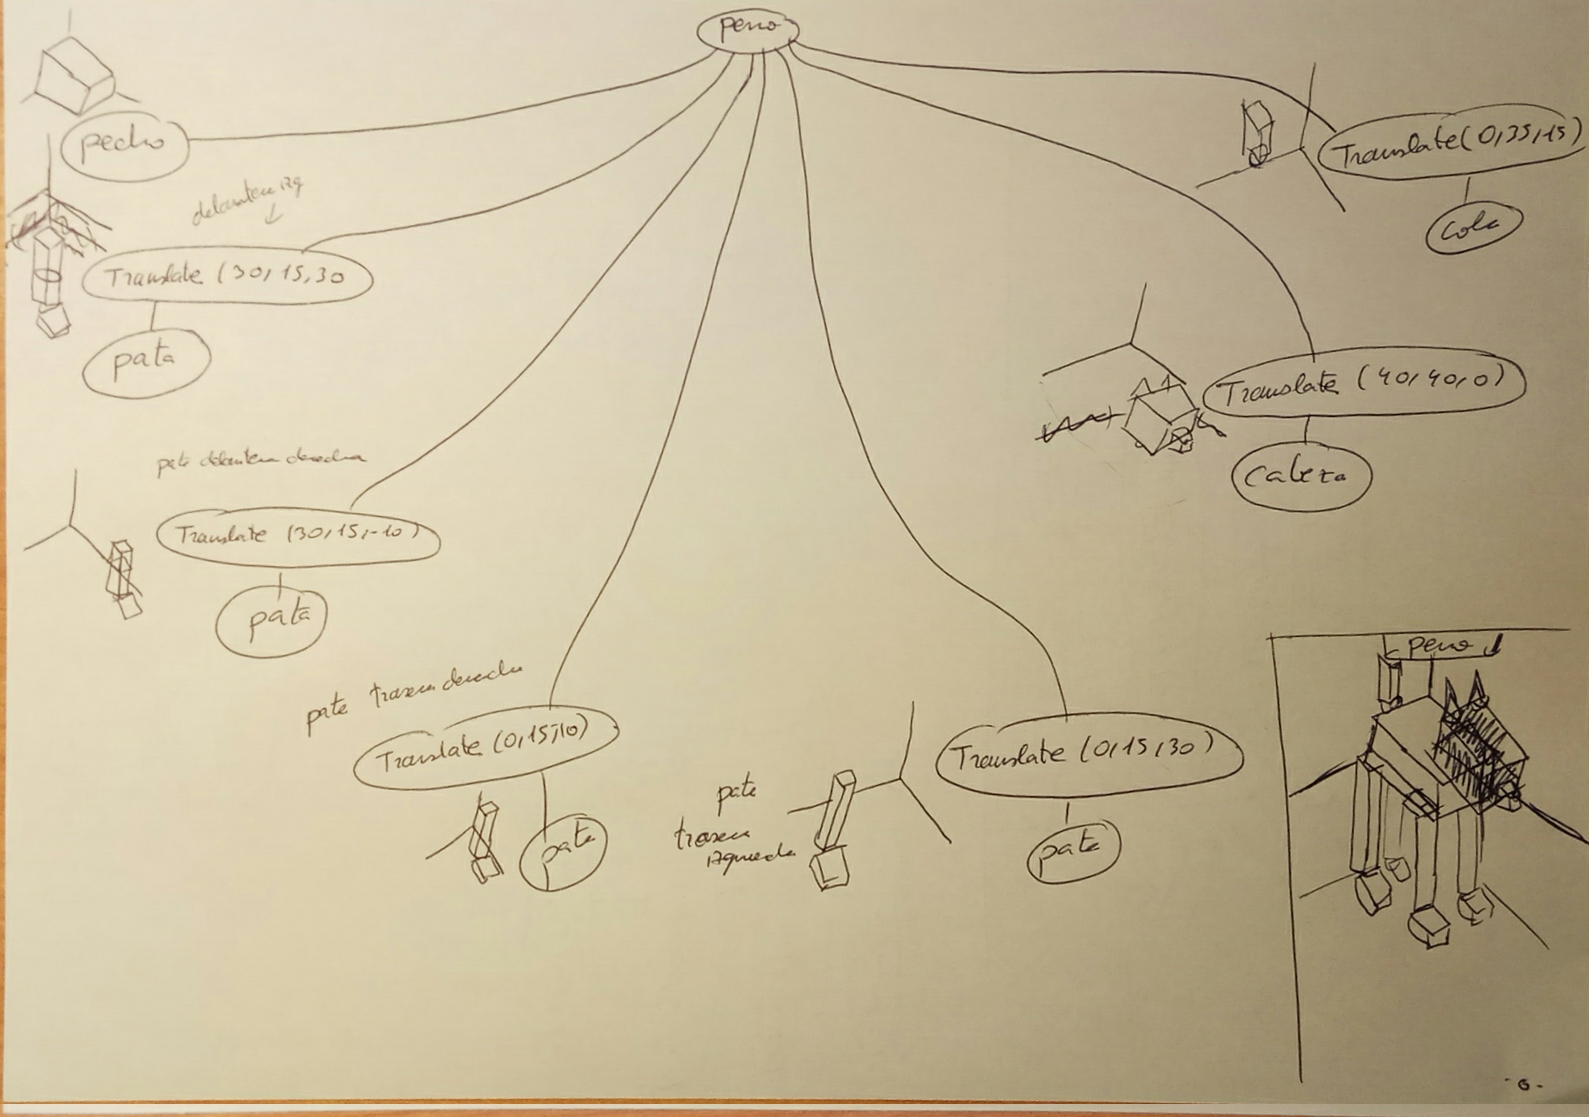 perro
pecho
Translate (0,35,15)
cola
delantera izq
Translate (30,15,30
pata
Translate (40,40,0)
cabeza
pata delantera derecha
Translate (30,15,-10)
pata
pata trasera derecha
Translate (0,15,-10)
pata
pata
trasera
izquierda
Translate (0,15,30)
pata
perro
-6-